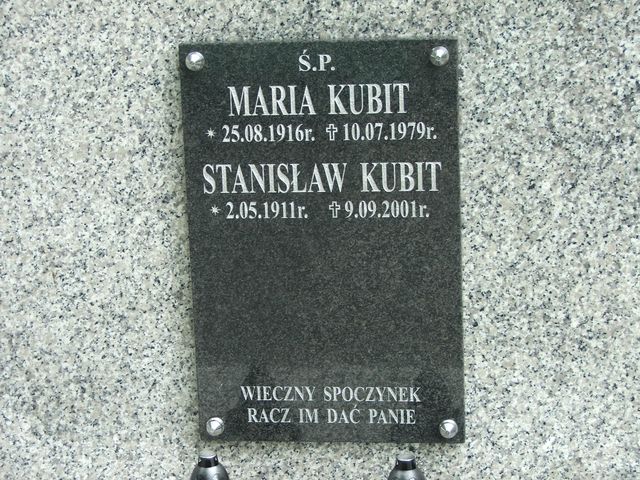 Ś.P.
MARIA KUBIT
* 25.08.1916r. ✝ 10.07.1979r.
STANISŁAW KUBIT
* 2.05.1911r. ✝ 9.09.2001r.
WIECZNY SPOCZYNEK
RACZ IM DAĆ PANIE